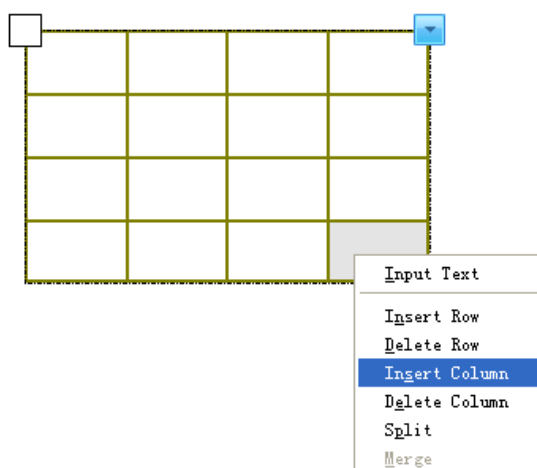 Input Text
Insert Row
Delete Row
Insert Column
Delete Column
Split
Merge